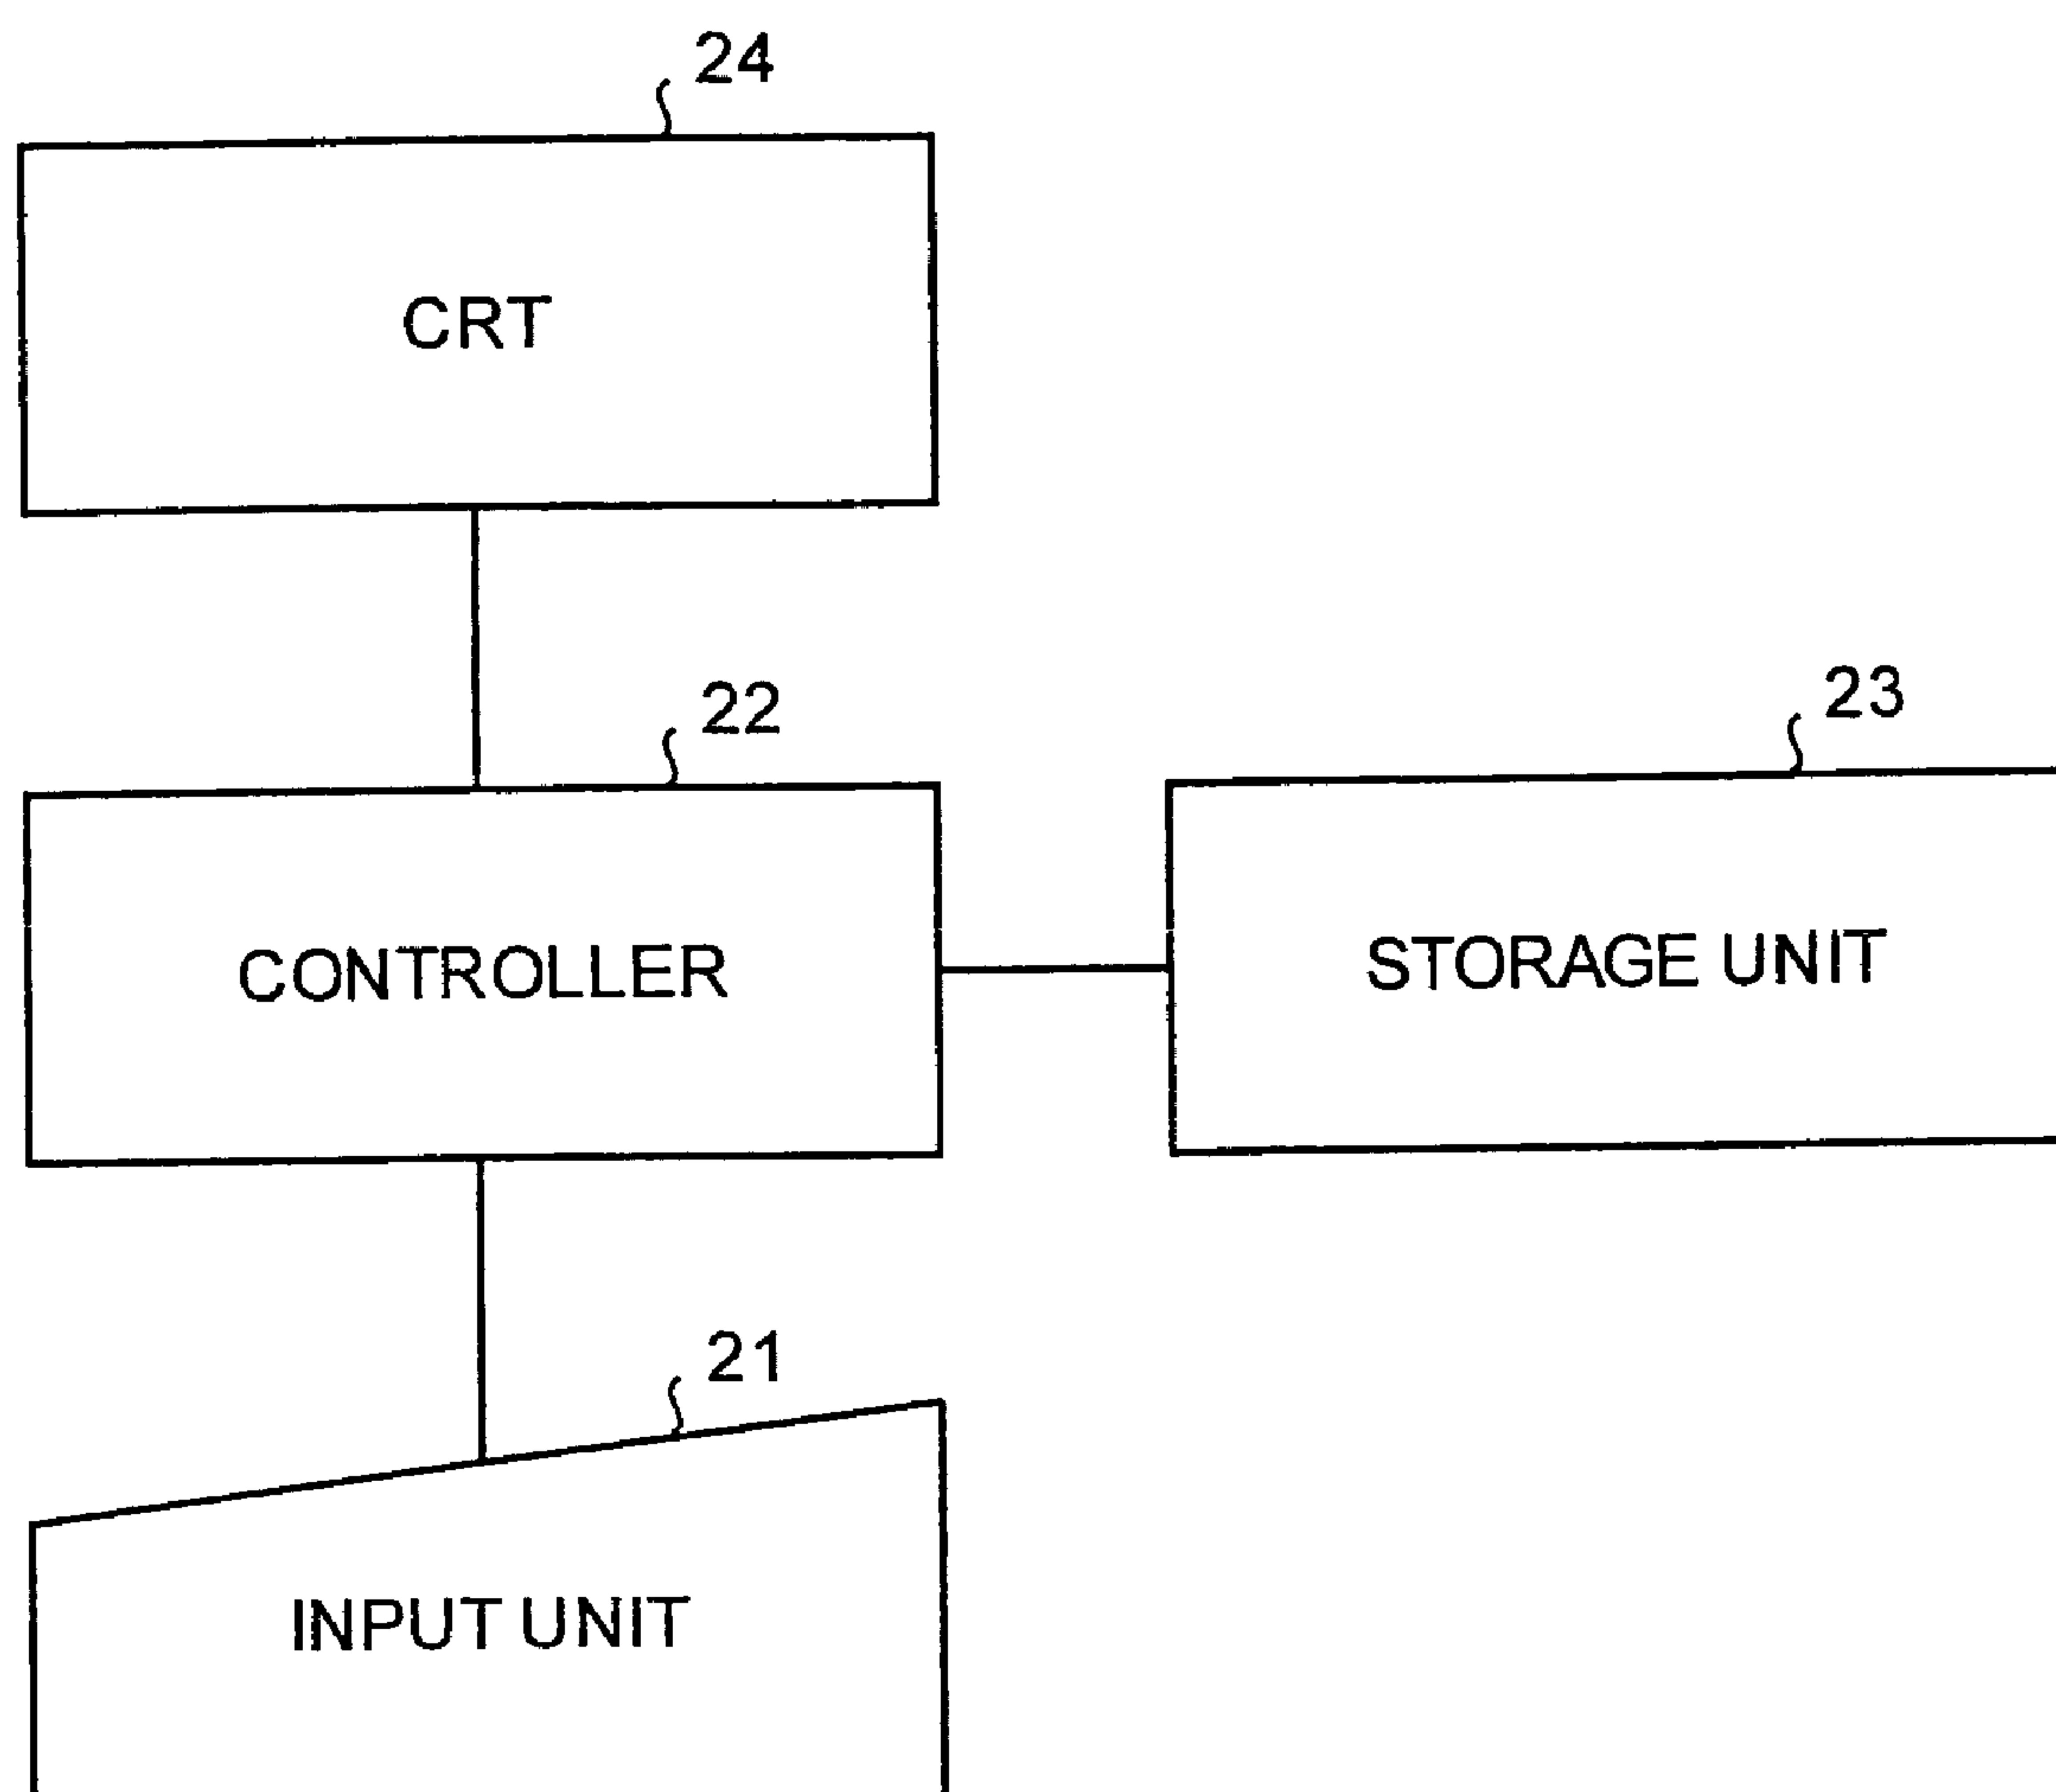 24
CRT
22
23
CONTROLLER
STORAGE UNIT
21
INPUT UNIT